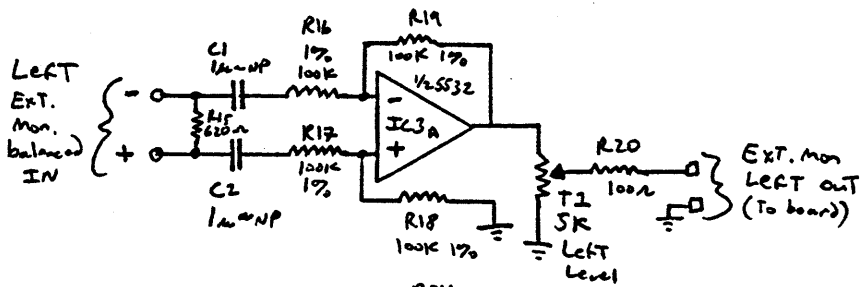 Left
Ext.
Mon.
balanced
IN
-
+
R15
620Ω
C1
1µ~NP
C2
1µ~NP
R16
1%
100K
R17
100K
1%
R19
100K 1%
1/2 5532
-
IC3A
+
R18
100K 1%
T1
5K
Left
Level
R20
100Ω
Ext. Mon
Left out
(To board)